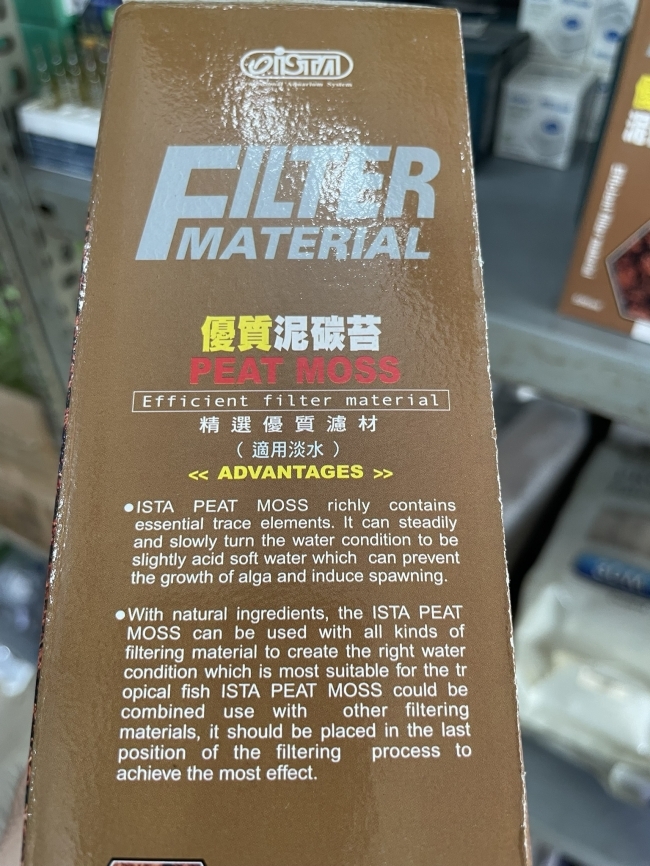 ISTA
Aquarium System
FILTER
MATERIAL
優質泥碳苔
PEAT MOSS
Efficient filter material
精選優質濾材
（適用淡水）
<< ADVANTAGES >>
●ISTA PEAT MOSS richly contains
essential trace elements. It can steadily
and slowly turn the water condition to be
slightly acid soft water which can prevent
the growth of alga and induce spawning.
●With natural ingredients, the ISTA PEAT
MOSS can be used with all kinds of
filtering material to create the right water
condition which is most suitable for the tr
opical fish ISTA PEAT MOSS could be
combined use with other filtering
materials, it should be placed in the last
position of the filtering process to
achieve the most effect.